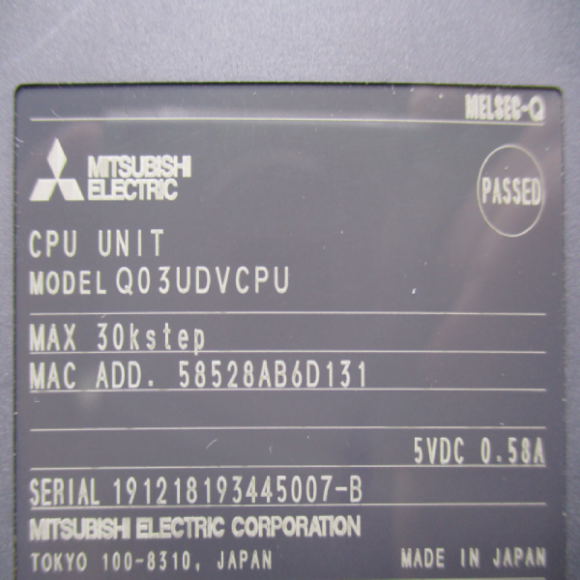 MELSEC-Q
MITSUBISHI
ELECTRIC
PASSED
CPU UNIT
MODEL Q03UDVCPU
MAX 30kstep
MAC ADD. 58528AB6D131
5VDC 0.58A
SERIAL 191218193445007-B
MITSUBISHI ELECTRIC CORPORATION
TOKYO 100-8310, JAPAN MADE IN JAPAN